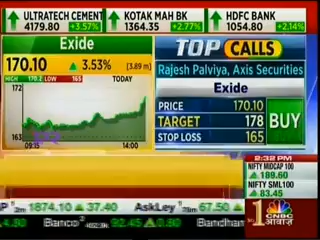 ULTRATECH CEMENT
4179.80 +3.57%
KOTAK MAH BK
1364.35 +2.77%
HDFC BANK
1054.80 +2.14%
Exide
170.10 ▲ 3.53% [3.89 m]
HIGH 170.2 LOW 165 TODAY
172
163
09:15 14:00
TOP CALLS
Rajesh Palviya, Axis Securities
Exide
PRICE 170.10
TARGET 178
STOP LOSS 165
BUY
2:32 PM
NIFTY MIDCAP 100
▲ 189.60
NIFTY SML100
▲ 83.45
1874.10 ▲ 37.40 AskLey ▲ 67.50
Banco 92.45 ▲ 0.80 Bandhan
CNBC
आवाज़